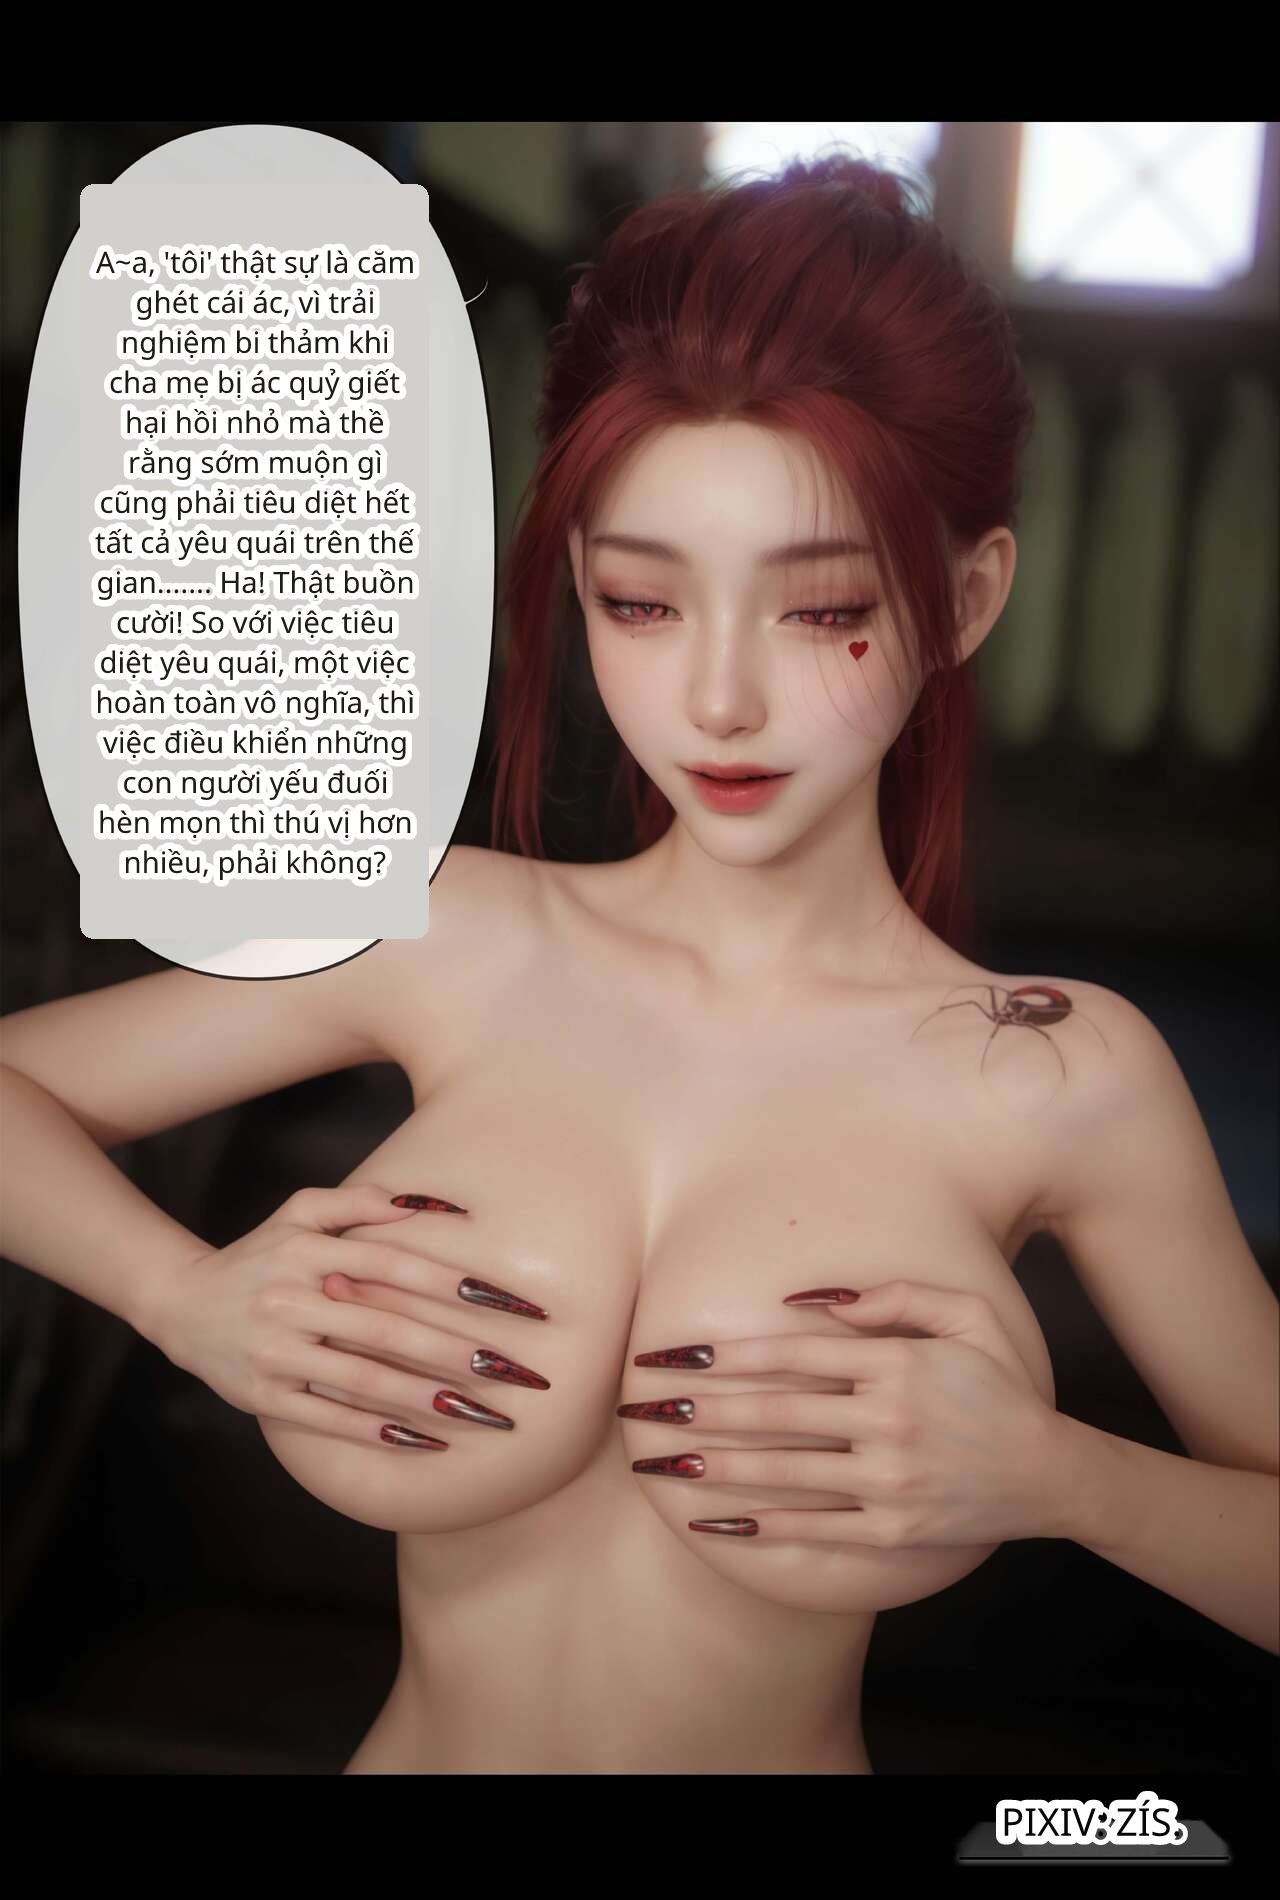 A~a, 'tôi' thật sự là căm
ghét cái ác, vì trải
nghiệm bi thảm khi
cha mẹ bị ác quỷ giết
hại hồi nhỏ mà thề
rằng sớm muộn gì
cũng phải tiêu diệt hết
tất cả yêu quái trên thế
gian....... Ha! Thật buồn
cười! So với việc tiêu
diệt yêu quái, một việc
hoàn toàn vô nghĩa, thì
việc điều khiển những
con người yếu đuối
hèn mọn thì thú vị hơn
nhiều, phải không?
PIXIV: ZÍS,